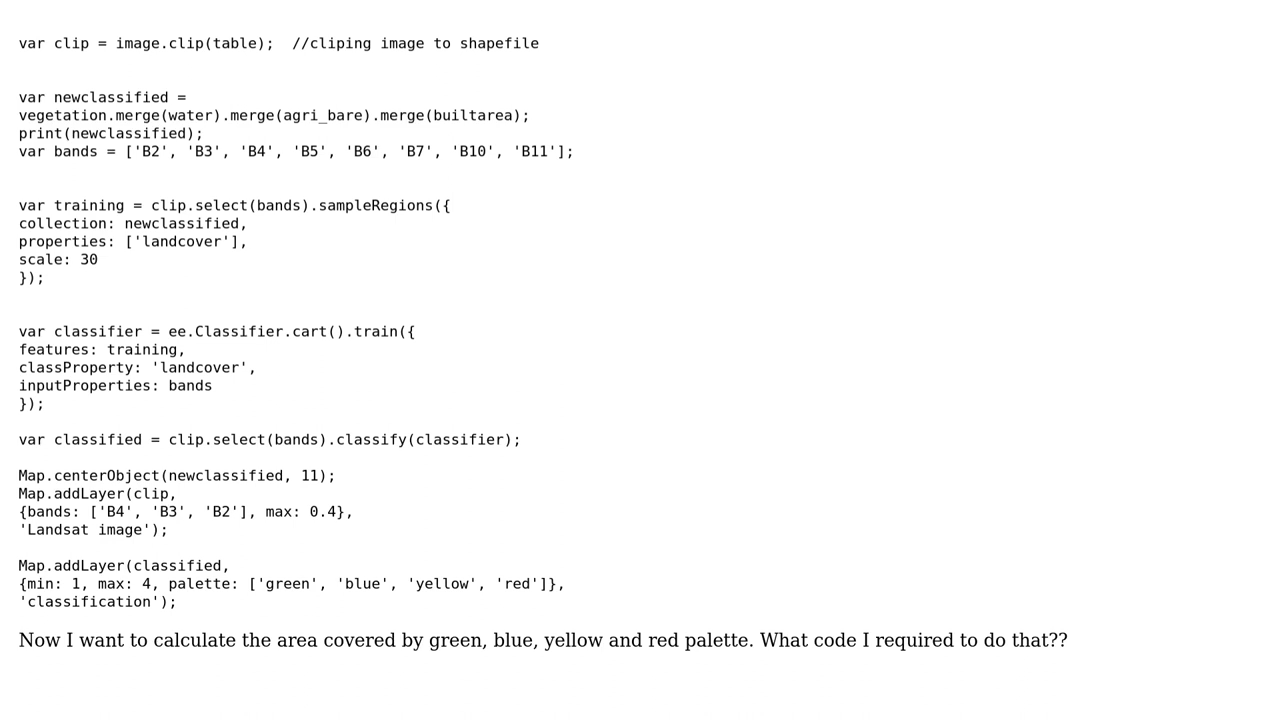 var clip = image.clip(table);  //cliping image to shapefile
var newclassified =
vegetation.merge(water).merge(agri_bare).merge(builtarea);
print(newclassified);
var bands = ['B2', 'B3', 'B4', 'B5', 'B6', 'B7', 'B10', 'B11'];
var training = clip.select(bands).sampleRegions({
collection: newclassified,
properties: ['landcover'],
scale: 30
});
var classifier = ee.Classifier.cart().train({
features: training,
classProperty: 'landcover',
inputProperties: bands
});
var classified = clip.select(bands).classify(classifier);
Map.centerObject(newclassified, 11);
Map.addLayer(clip,
{bands: ['B4', 'B3', 'B2'], max: 0.4},
'Landsat image');
Map.addLayer(classified,
{min: 1, max: 4, palette: ['green', 'blue', 'yellow', 'red']},
'classification');
Now I want to calculate the area covered by green, blue, yellow and red palette. What code I required to do that??